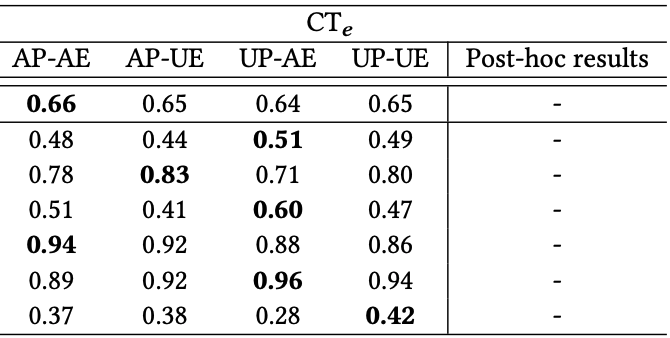 CTe
AP-AE AP-UE UP-AE UP-UE Post-hoc results
0.66 0.65 0.64 0.65 -
0.48 0.44 0.51 0.49 -
0.78 0.83 0.71 0.80 -
0.51 0.41 0.60 0.47 -
0.94 0.92 0.88 0.86 -
0.89 0.92 0.96 0.94 -
0.37 0.38 0.28 0.42 -